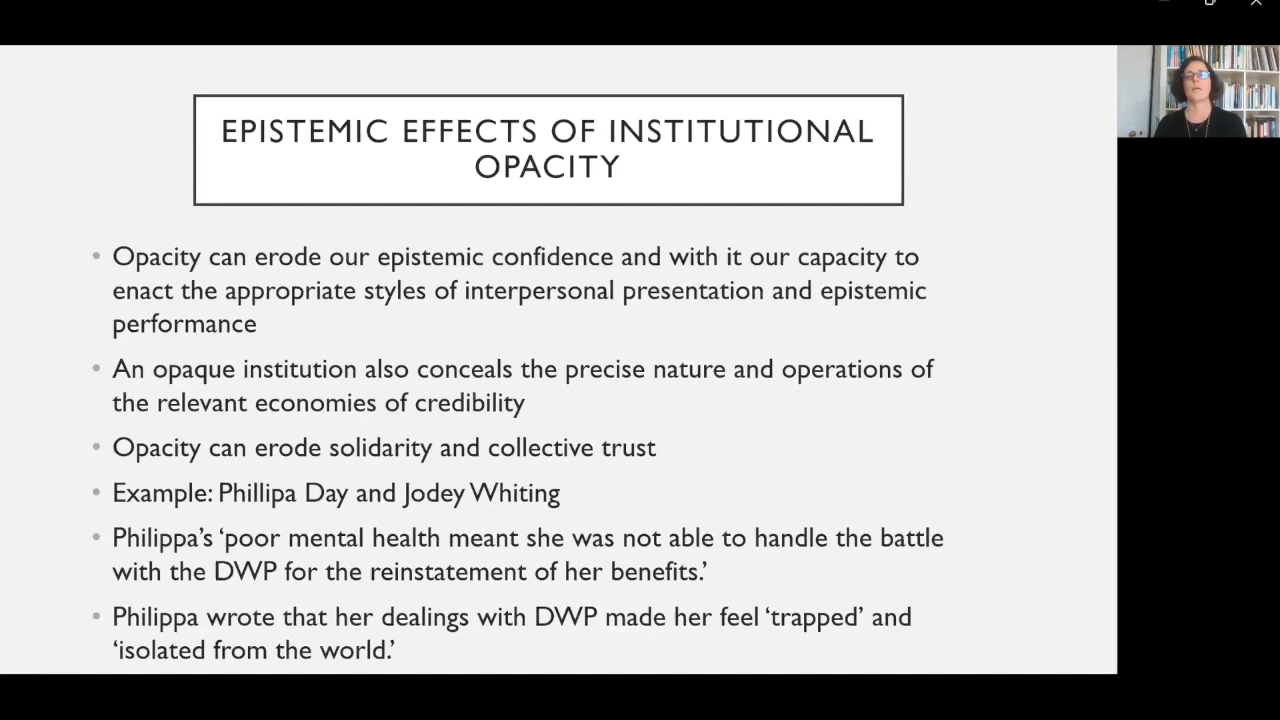 EPISTEMIC EFFECTS OF INSTITUTIONAL
OPACITY
• Opacity can erode our epistemic confidence and with it our capacity to
enact the appropriate styles of interpersonal presentation and epistemic
performance
• An opaque institution also conceals the precise nature and operations of
the relevant economies of credibility
• Opacity can erode solidarity and collective trust
• Example: Phillipa Day and Jodey Whiting
• Philippa’s ‘poor mental health meant she was not able to handle the battle
with the DWP for the reinstatement of her benefits.’
• Philippa wrote that her dealings with DWP made her feel ‘trapped’ and
‘isolated from the world.’